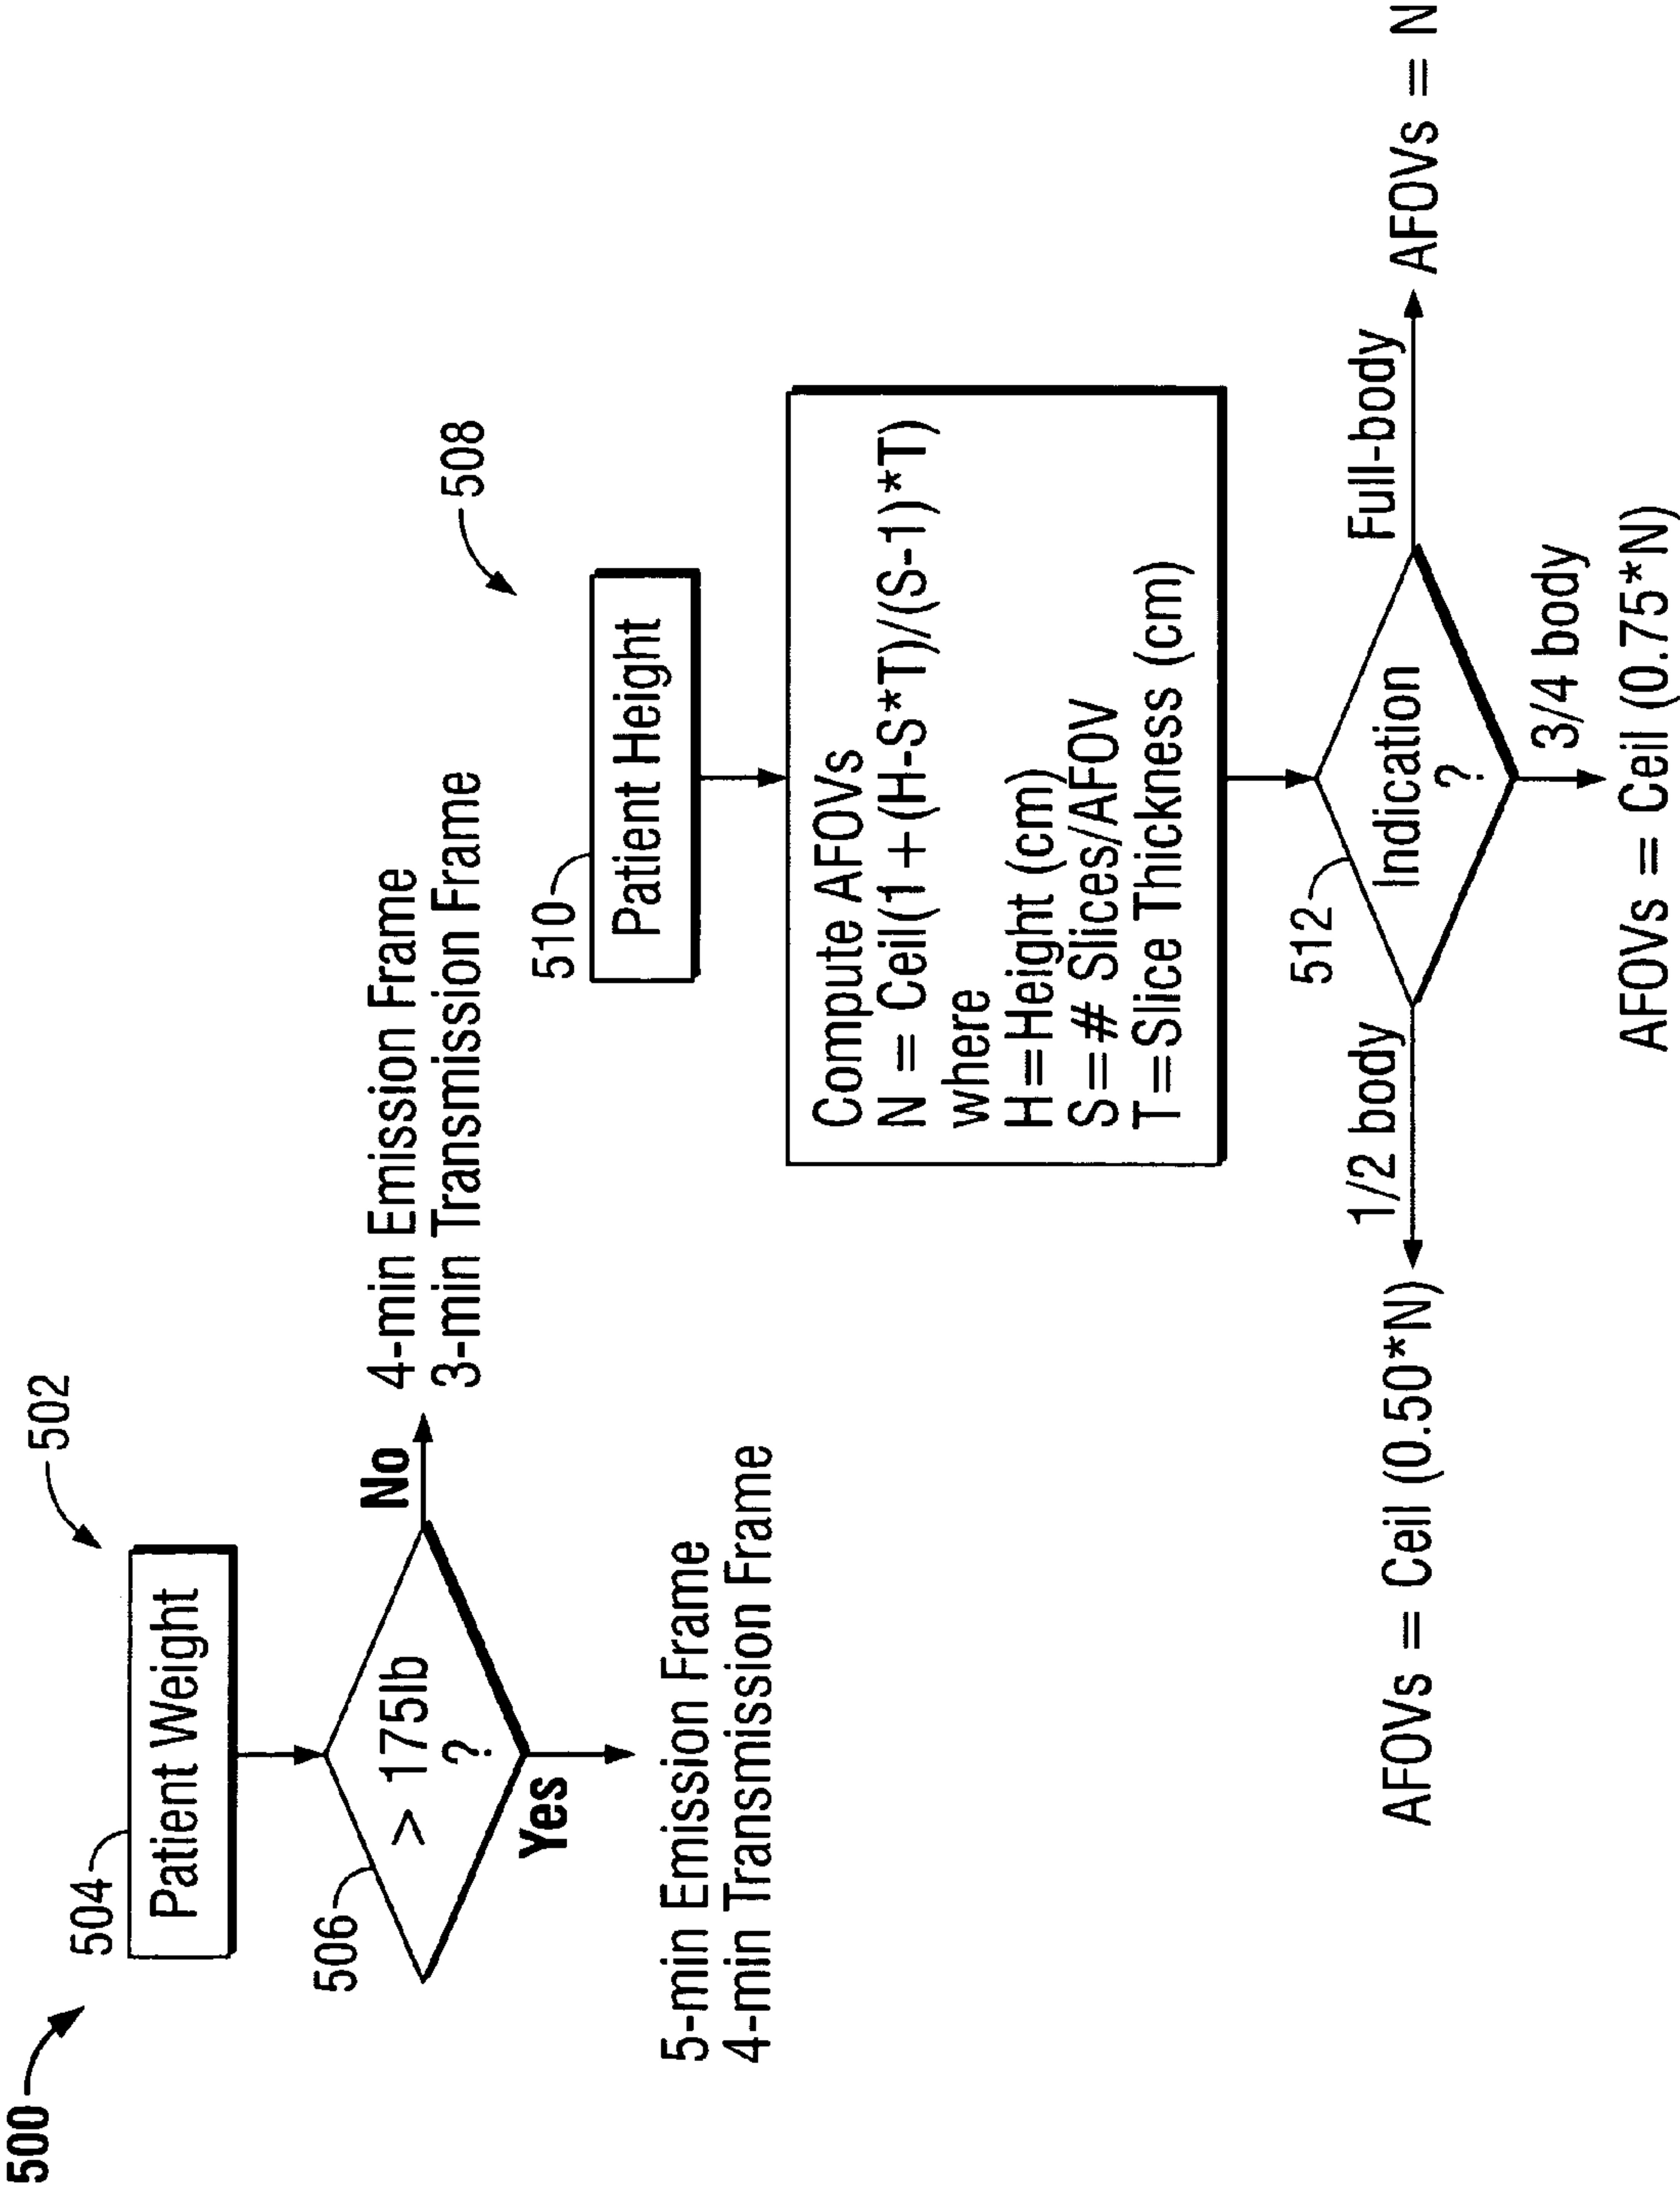 500
502
504
Patient Weight
506
> 175lb
?
No
4-min Emission Frame
3-min Transmission Frame
Yes
5-min Emission Frame
4-min Transmission Frame
508
510
Patient Height
Compute AFOVs
N = Ceil(1+(H-S*T)/(S-1)*T)
where
H=Height (cm)
S=# Slices/AFOV
T=Slice Thickness (cm)
512
Indication
?
1/2 body
AFOVs = Ceil (0.50*N)
Full-body
AFOVs = N
3/4 body
AFOVs = Ceil (0.75*N)